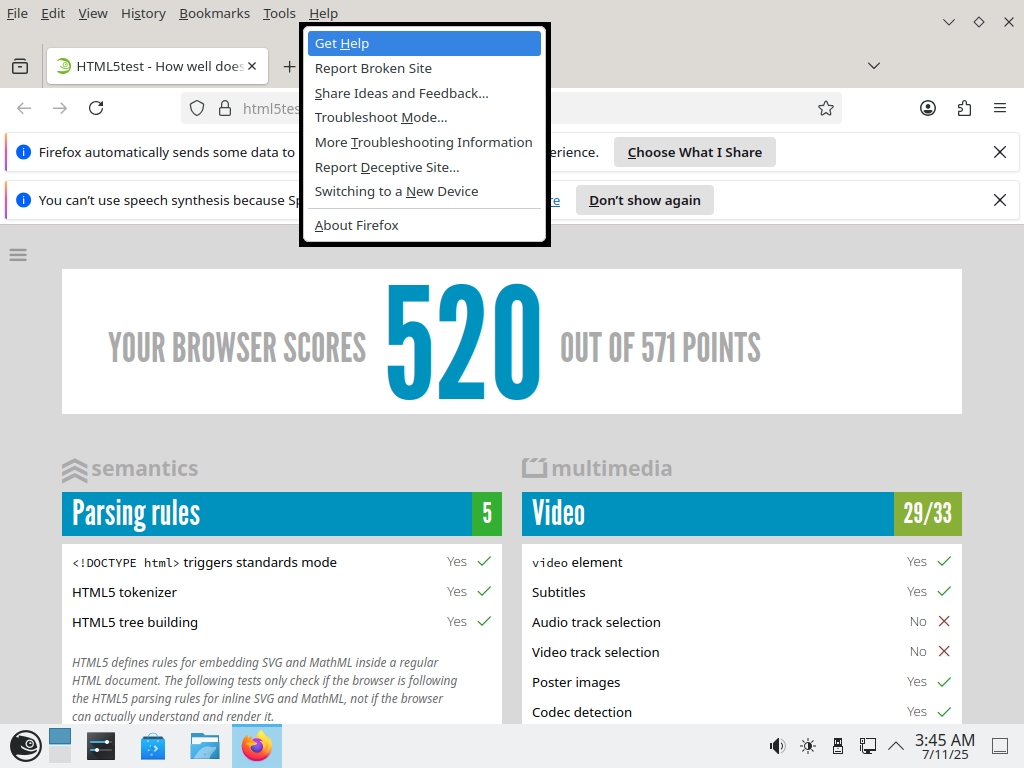 File Edit View History Bookmarks Tools Help
HTML5test - How well does
Get Help
Report Broken Site
Share Ideas and Feedback...
Troubleshoot Mode...
More Troubleshooting Information
Report Deceptive Site...
Switching to a New Device
About Firefox
html5tes
Firefox automatically sends some data to erience. Choose What I Share
You can't use speech synthesis because Sp re Don't show again
YOUR BROWSER SCORES 520 OUT OF 571 POINTS
semantics
Parsing rules 5
<!DOCTYPE html> triggers standards mode Yes
HTML5 tokenizer Yes
HTML5 tree building Yes
HTML5 defines rules for embedding SVG and MathML inside a regular
HTML document. The following tests only check if the browser is following
the HTML5 parsing rules for inline SVG and MathML, not if the browser
can actually understand and render it.
multimedia
Video 29/33
video element Yes
Subtitles Yes
Audio track selection No
Video track selection No
Poster images Yes
Codec detection Yes
3:45 AM
7/11/25